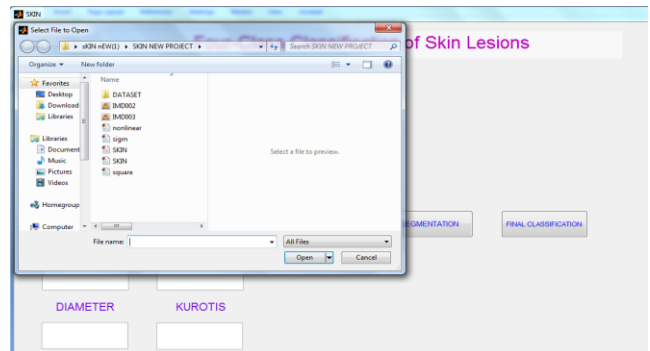 SKIN
Select File to Open
of Skin Lesions
sKIN nEW(1) ▸ SKIN NEW PROJECT ▸
Search SKIN NEW PROJECT
Organize
New folder
Favorites
Desktop
Download
Libraries
Libraries
Document
Music
Pictures
Videos
Homegroup
Computer
Name
DATASET
IMD002
IMD003
nonlinear
sigm
SKIN
SKIN
square
Select a file to preview.
File name:
All Files
Open
Cancel
EGMENTATION
FINAL CLASSIFICATION
DIAMETER
KUROTIS